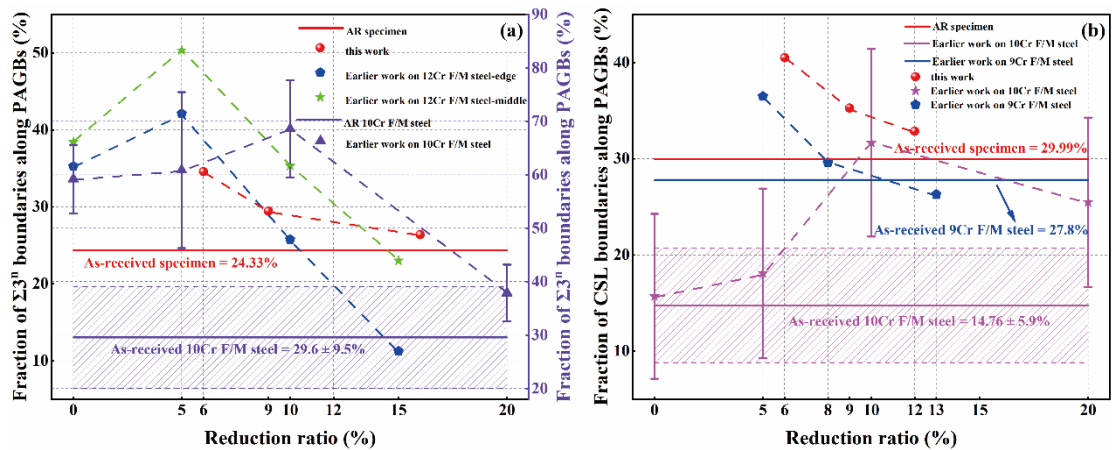 (a)
AR specimen
this work
Earlier work on 12Cr F/M steel-edge
Earlier work on 12Cr F/M steel-middle
AR 10Cr F/M steel
Earlier work on 10Cr F/M steel
As-received specimen = 24.33%
As-received 10Cr F/M steel = 29.6 ± 9.5%
Fraction of Σ3ⁿ boundaries along PAGBs (%)
50
40
30
20
10
90
80
70
60
50
40
30
20
Fraction of Σ3ⁿ boundaries along PAGBs (%)
0 5 6 9 10 12 15 20
Reduction ratio (%)
(b)
AR specimen
Earlier work on 10Cr F/M steel
Earlier work on 9Cr F/M steel
this work
Earlier work on 10Cr F/M steel
Earlier work on 9Cr F/M steel
As-received specimen = 29.99%
As-received 9Cr F/M steel = 27.8%
As-received 10Cr F/M steel = 14.76 ± 5.9%
Fraction of CSL boundaries along PAGBs (%)
40
30
20
10
0 5 6 8 9 10 12 13 15 20
Reduction ratio (%)